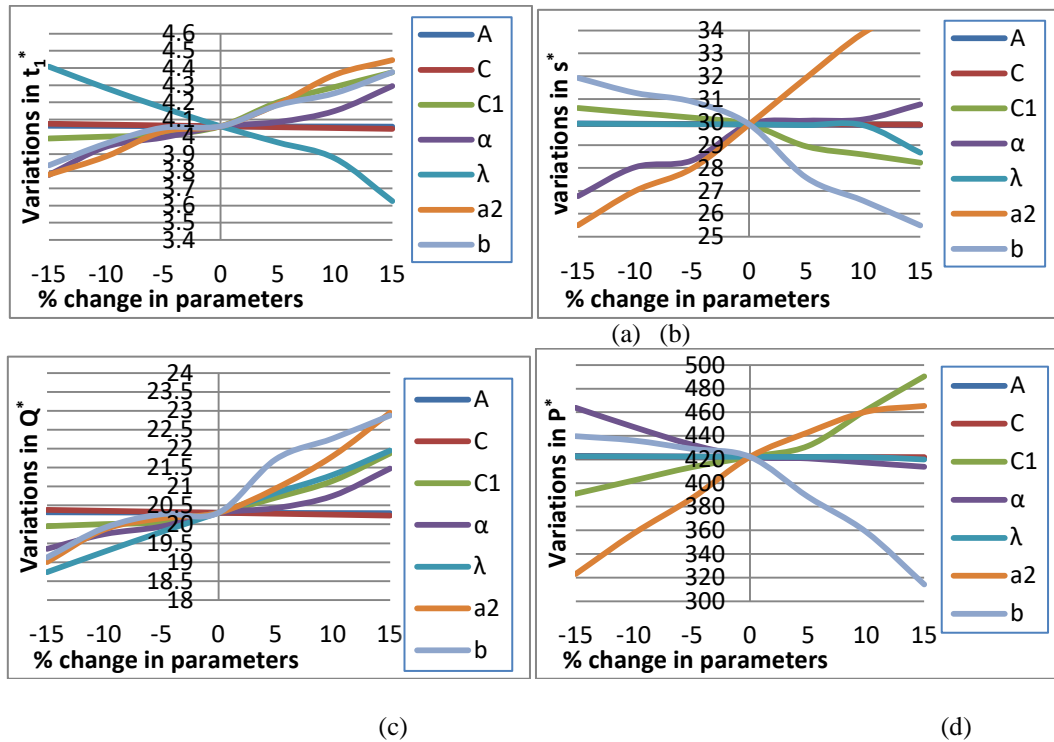 Variations in t₁*
4.6
4.5
4.4
4.3
4.2
4.1
4
3.9
3.8
3.7
3.6
3.5
3.4
-15 -10 -5 0 5 10 15
% change in parameters
A
C
C1
α
λ
a2
b
variations in s*
34
33
32
31
30
29
28
27
26
25
-15 -10 -5 0 5 10 15
% change in parameters
A
C
C1
α
λ
a2
b
(a) (b)
Variations in Q*
24
23.5
23
22.5
22
21.5
21
20.5
20
19.5
19
18.5
18
-15 -10 -5 0 5 10 15
% change in parameters
A
C
C1
α
λ
a2
b
Variations in P*
500
480
460
440
420
400
380
360
340
320
300
-15 -10 -5 0 5 10 15
% change in parameters
A
C
C1
α
λ
a2
b
(c) (d)